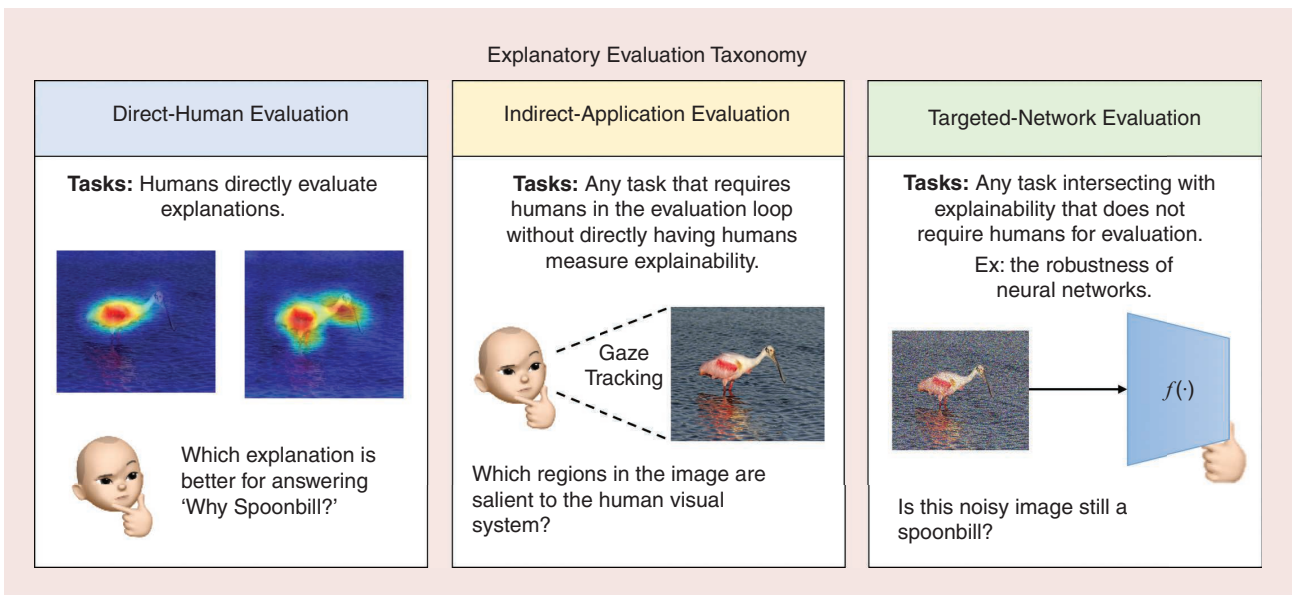 Explanatory Evaluation Taxonomy
Direct-Human Evaluation
Tasks: Humans directly evaluate
explanations.
Which explanation is
better for answering
‘Why Spoonbill?’
Indirect-Application Evaluation
Tasks: Any task that requires
humans in the evaluation loop
without directly having humans
measure explainability.
Gaze
Tracking
Which regions in the image are
salient to the human visual
system?
Targeted-Network Evaluation
Tasks: Any task intersecting with
explainability that does not
require humans for evaluation.
Ex: the robustness of
neural networks.
f(·)
Is this noisy image still a
spoonbill?